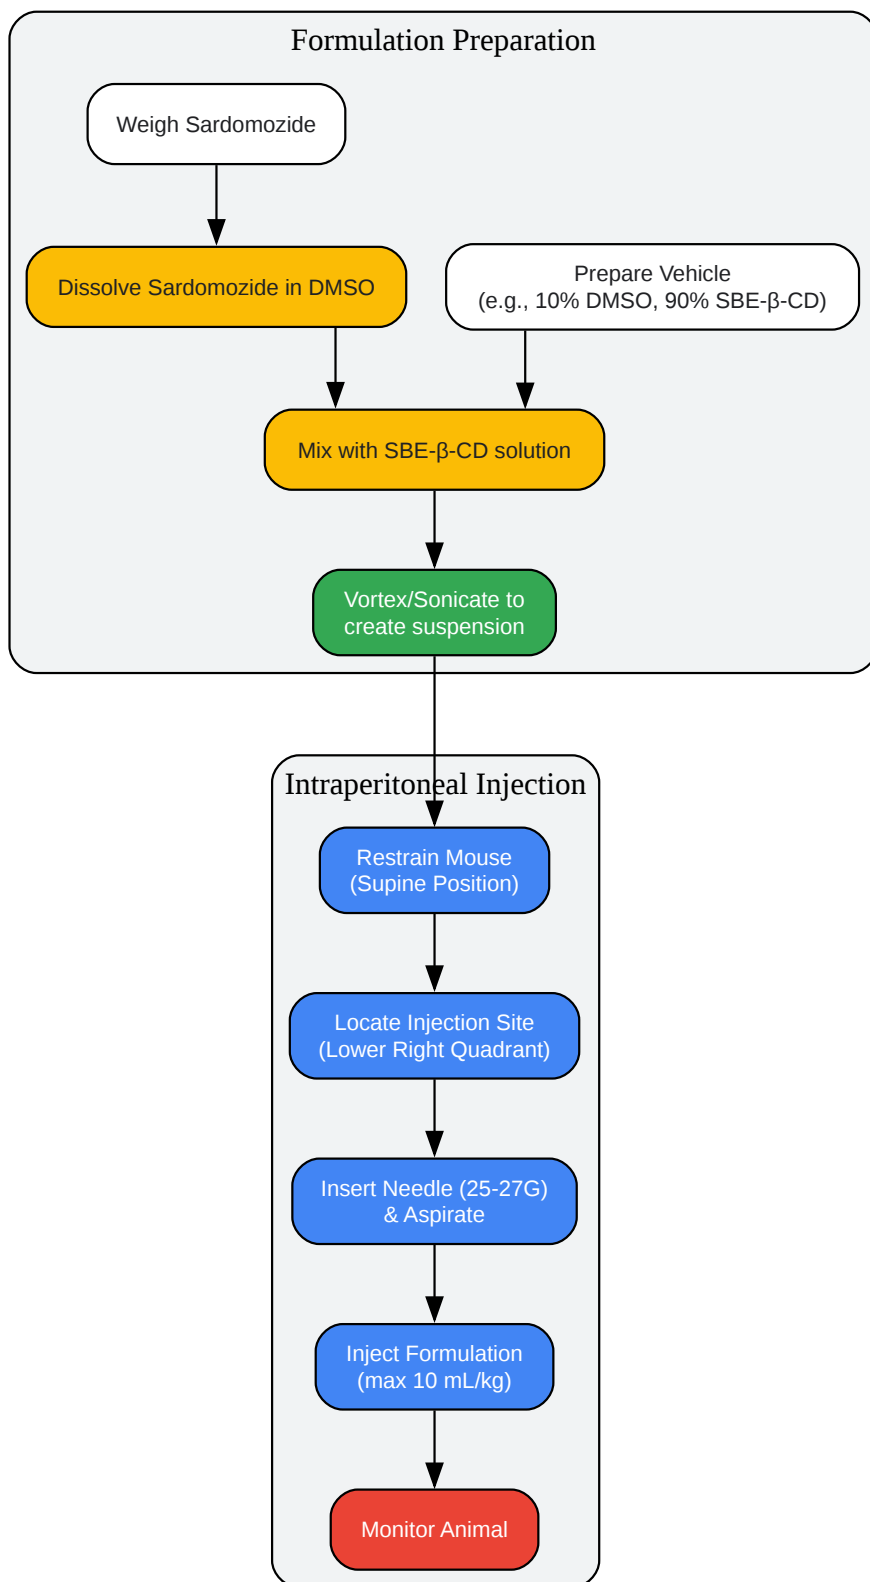 Formulation Preparation
Weigh Sardomozide
Dissolve Sardomozide in DMSO
Prepare Vehicle
(e.g., 10% DMSO, 90% SBE-β-CD)
Mix with SBE-β-CD solution
Vortex/Sonicate to
create suspension
Intraperitoneal Injection
Restrain Mouse
(Supine Position)
Locate Injection Site
(Lower Right Quadrant)
Insert Needle (25-27G)
& Aspirate
Inject Formulation
(max 10 mL/kg)
Monitor Animal